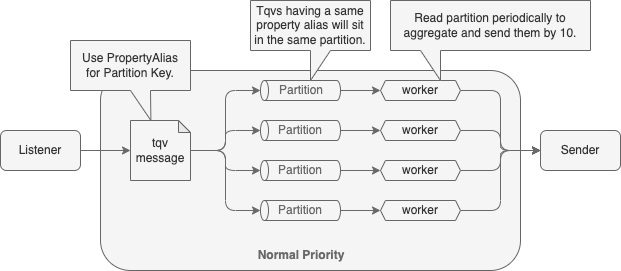 Tqvs having a same
property alias will sit
in the same partition.
Read partition periodically to
aggregate and send them by 10.
Use PropertyAlias
for Partition Key.
Partition
worker
Listener
tqv
message
Partition
worker
Sender
Partition
worker
Partition
worker
Normal Priority